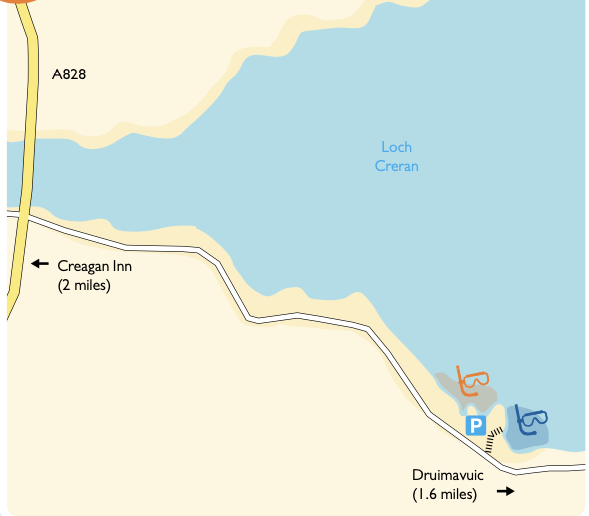 A828
Loch
Creran
Creagan Inn
(2 miles)
P
Druimavuic
(1.6 miles)